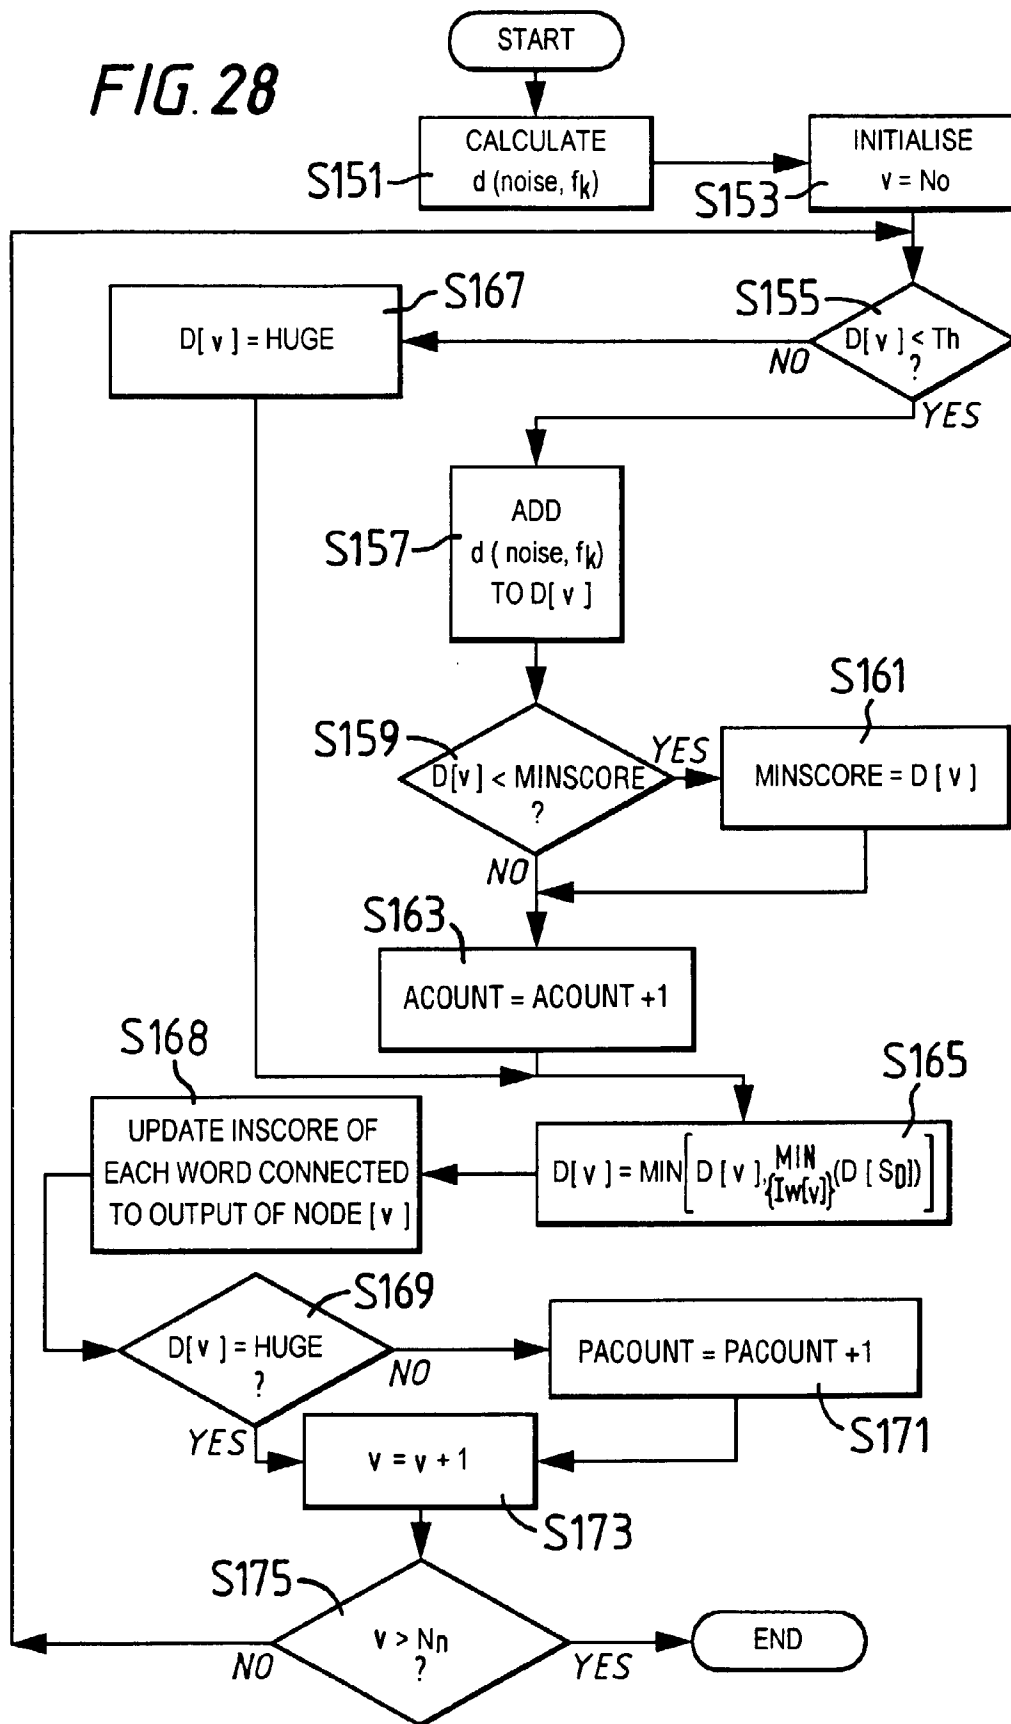 FIG. 28
START
S151
CALCULATE
d (noise, fk)
S153
INITIALISE
v = No
S155
D[ v ] < Th
?
NO
YES
S167
D[ v ] = HUGE
S157
ADD
d ( noise, fk)
TO D[ v ]
S159
D[v] < MINSCORE
?
YES
NO
S161
MINSCORE = D [ v ]
S163
ACOUNT = ACOUNT +1
S165
D[v] = MIN[ D [ v ], MIN {Iw[v]} (D [ S0]) ]
S168
UPDATE INSCORE OF
EACH WORD CONNECTED
TO OUTPUT OF NODE [ v ]
S169
D[ v ] = HUGE
?
NO
YES
PACOUNT = PACOUNT +1
S171
v = v + 1
S173
S175
v > Nn
?
NO
YES
END